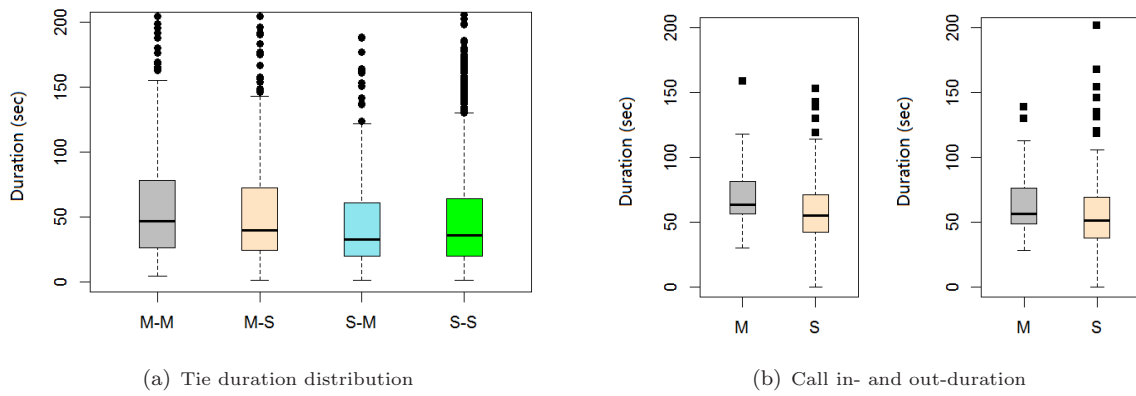 Duration (sec)
0
50
100
150
200
M-M
M-S
S-M
S-S
(a) Tie duration distribution
Duration (sec)
0
50
100
150
200
M
S
Duration (sec)
0
50
100
150
200
M
S
(b) Call in- and out-duration